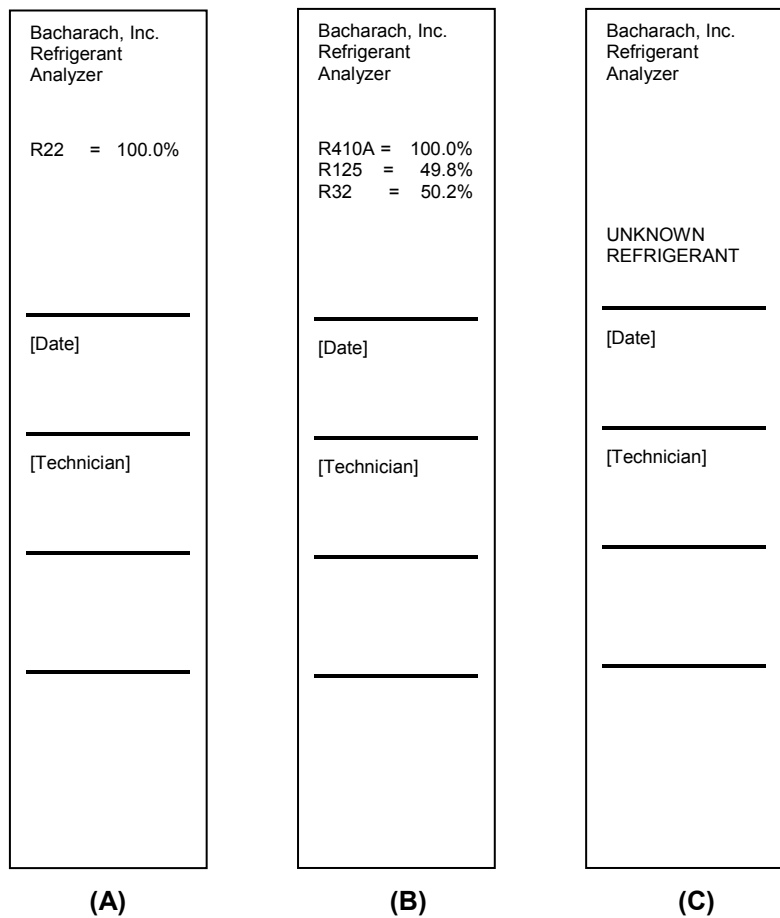 Bacharach, Inc.
Refrigerant
Analyzer
R22 = 100.0%
[Date]
[Technician]
(A)
Bacharach, Inc.
Refrigerant
Analyzer
R410A = 100.0%
R125 = 49.8%
R32 = 50.2%
[Date]
[Technician]
(B)
Bacharach, Inc.
Refrigerant
Analyzer
UNKNOWN
REFRIGERANT
[Date]
[Technician]
(C)